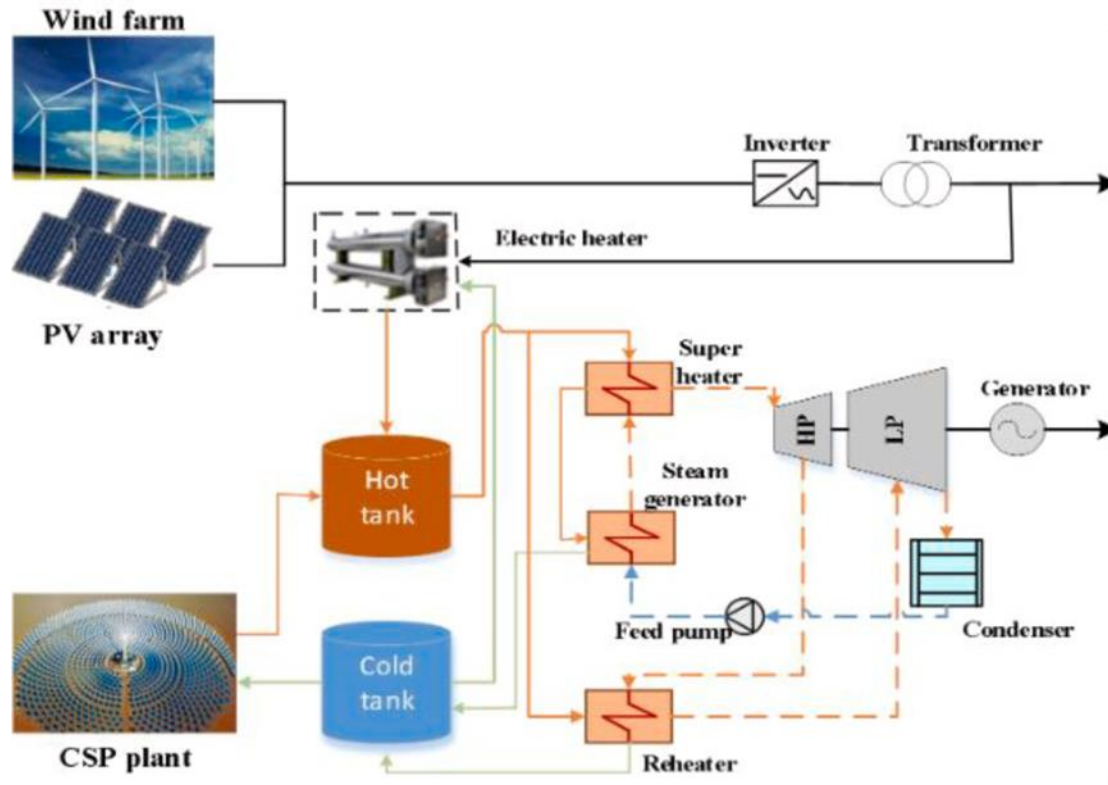 Wind farm
Inverter
Transformer
Electric heater
PV array
Super
heater
Generator
HP
LP
Hot
tank
Steam
generator
Feed pump
Condenser
Cold
tank
CSP plant
Reheater